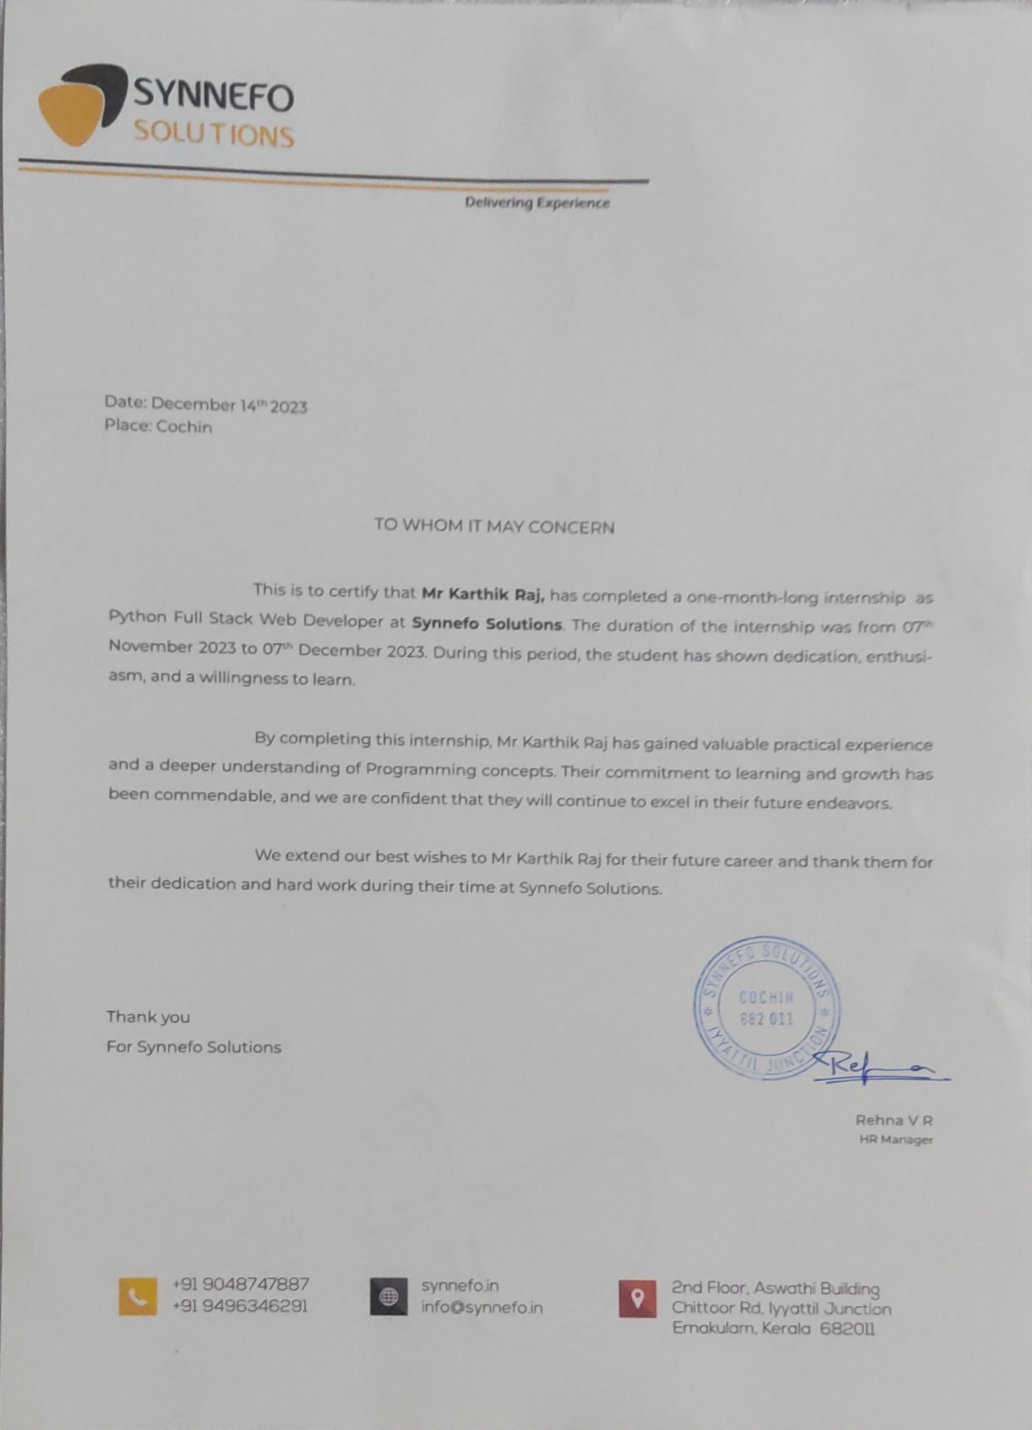 SYNNEFO
SOLUTIONS
Delivering Experience
Date: December 14th 2023
Place: Cochin
TO WHOM IT MAY CONCERN
This is to certify that Mr Karthik Raj, has completed a one-month-long internship as
Python Full Stack Web Developer at Synnefo Solutions. The duration of the internship was from 07th
November 2023 to 07th December 2023. During this period, the student has shown dedication, enthusi-
asm, and a willingness to learn.
By completing this internship, Mr Karthik Raj has gained valuable practical experience
and a deeper understanding of Programming concepts. Their commitment to learning and growth has
been commendable, and we are confident that they will continue to excel in their future endeavors.
We extend our best wishes to Mr Karthik Raj for their future career and thank them for
their dedication and hard work during their time at Synnefo Solutions.
SYNNEFO SOLUTIONS
COCHIN
682 011
IYYATTIL JUNCTION
Thank you
For Synnefo Solutions
Rehna
Rehna V R
HR Manager
+91 9048747887
+91 9496346291
synnefo.in
info@synnefo.in
2nd Floor, Aswathi Building
Chittoor Rd, Iyyattil Junction
Ernakulam, Kerala 682011